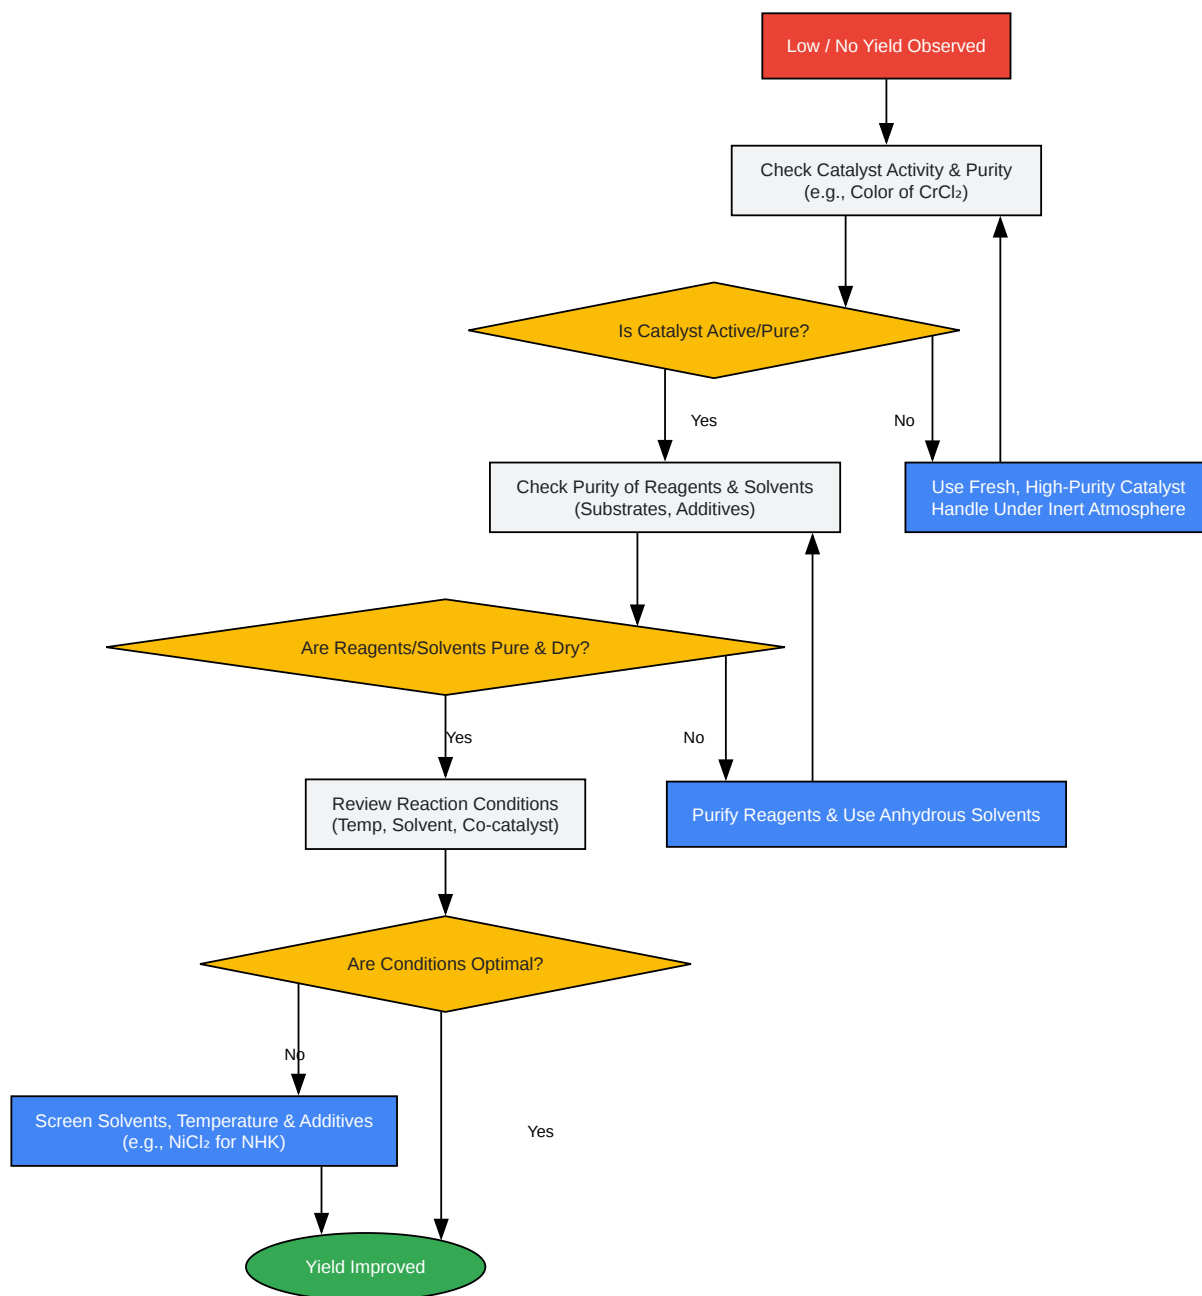 Low / No Yield Observed
Check Catalyst Activity & Purity
(e.g., Color of CrCl₂)
Is Catalyst Active/Pure?
Yes
No
Check Purity of Reagents & Solvents
(Substrates, Additives)
Use Fresh, High-Purity Catalyst
Handle Under Inert Atmosphere
Are Reagents/Solvents Pure & Dry?
Yes
No
Review Reaction Conditions
(Temp, Solvent, Co-catalyst)
Purify Reagents & Use Anhydrous Solvents
Are Conditions Optimal?
No
Screen Solvents, Temperature & Additives
(e.g., NiCl₂ for NHK)
Yes
Yield Improved